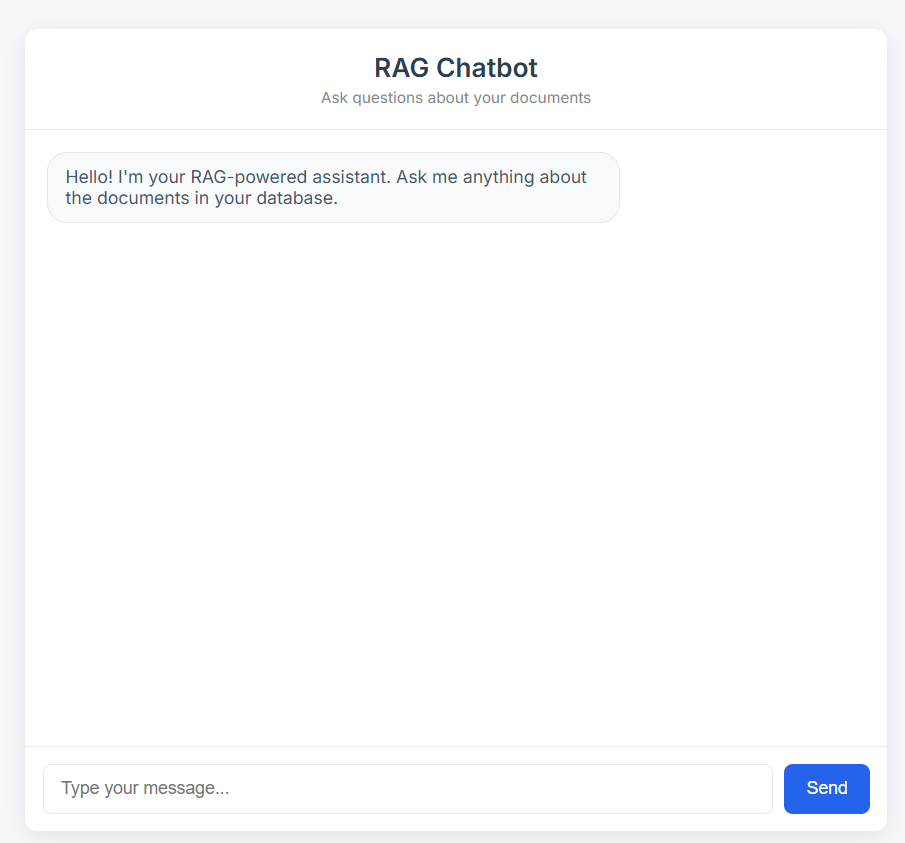 RAG Chatbot
Ask questions about your documents
Hello! I'm your RAG-powered assistant. Ask me anything about
the documents in your database.
Type your message...
Send